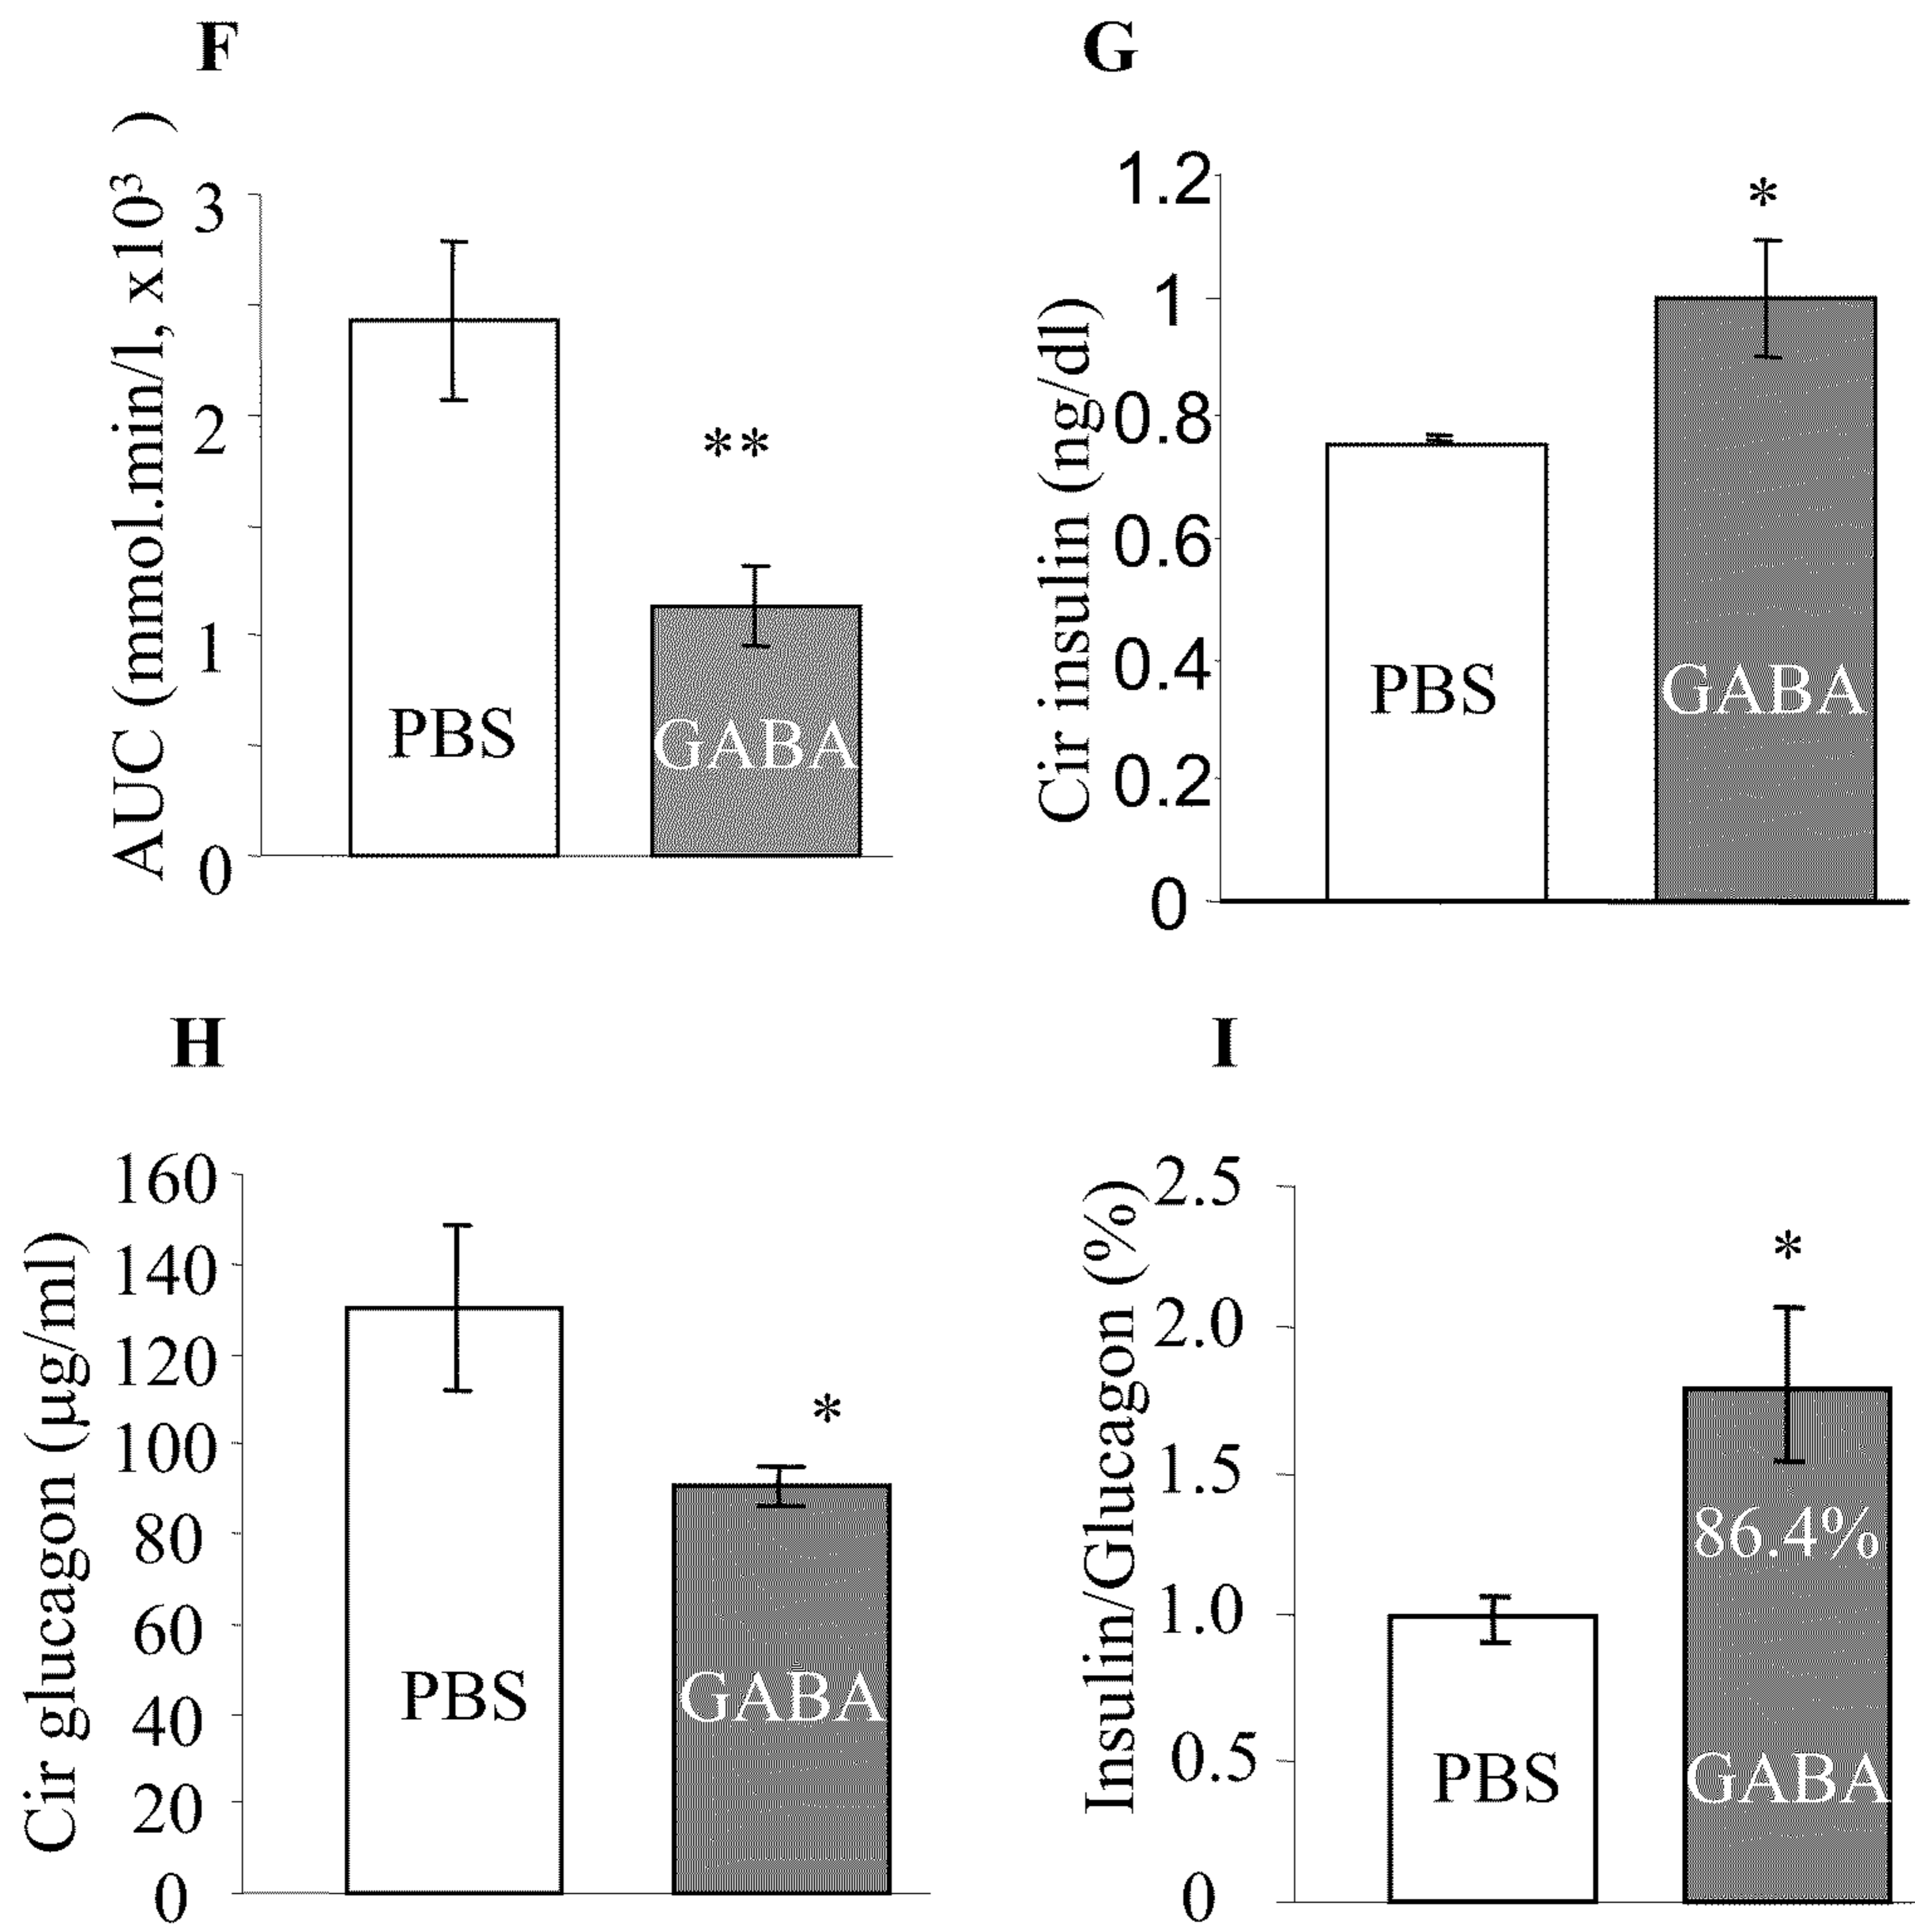 F
AUC (mmol.min/l, x10³ )
3
2
1
0
**
PBS
GABA
G
Cir insulin (ng/dl)
1.2
1
0.8
0.6
0.4
0.2
0
*
PBS
GABA
H
Cir glucagon (µg/ml)
160
140
120
100
80
60
40
20
0
*
PBS
GABA
I
Insulin/Glucagon (%)
2.5
2.0
1.5
1.0
0.5
0
*
86.4%
PBS
GABA